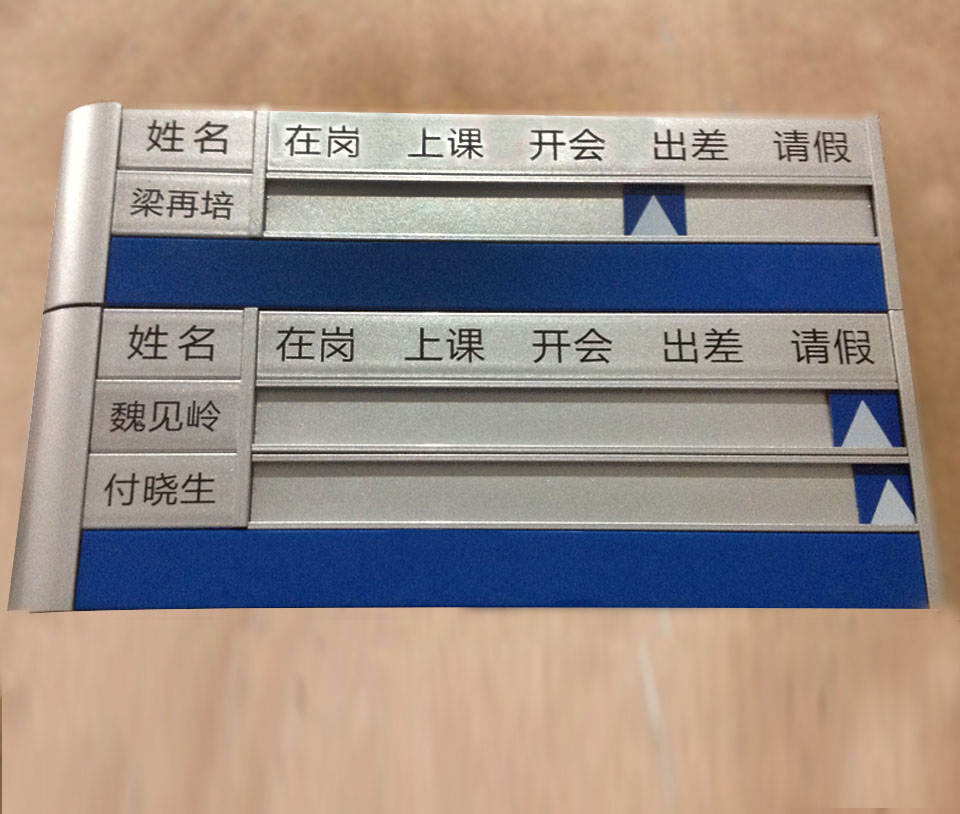 姓名 在岗 上课 开会 出差 请假
梁再培
姓名 在岗 上课 开会 出差 请假
魏见岭
付晓生